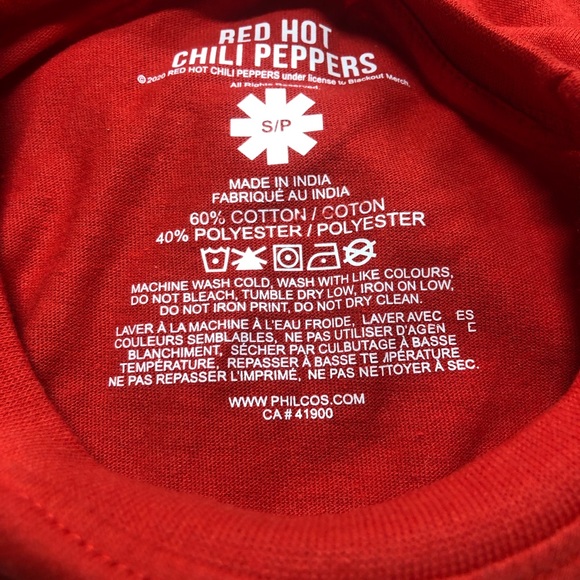 RED HOT
CHILI PEPPERS
© 2020 RED HOT CHILI PEPPERS under license to Blackout Merch.
All Rights Reserved.
S/P
MADE IN INDIA
FABRIQUÉ AU INDIA
60% COTTON / COTON
40% POLYESTER / POLYESTER
MACHINE WASH COLD, WASH WITH LIKE COLOURS,
DO NOT BLEACH, TUMBLE DRY LOW, IRON ON LOW,
DO NOT IRON PRINT, DO NOT DRY CLEAN.
LAVER À LA MACHINE À L'EAU FROIDE, LAVER AVEC ES
COULEURS SEMBLABLES, NE PAS UTILISER D'AGEN E
BLANCHIMENT, SÉCHER PAR CULBUTAGE À BASSE
TEMPÉRATURE, REPASSER À BASSE TE PÉRATURE
NE PAS REPASSER L'IMPRIMÉ, NE PAS NETTOYER À SEC.
WWW.PHILCOS.COM
CA # 41900